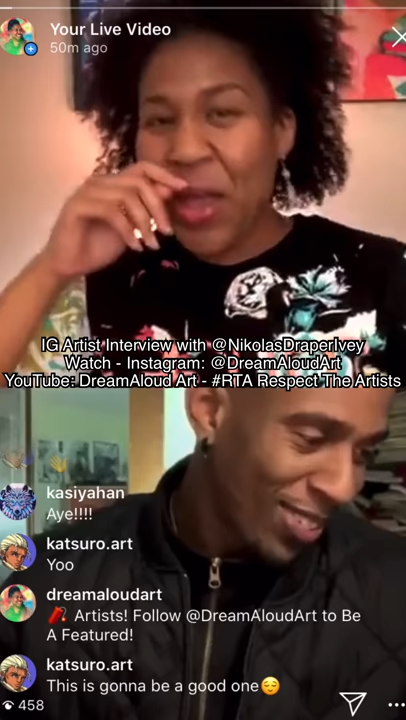 Your Live Video
50m ago
IG Artist Interview with @NikolasDraperIvey
Watch - Instagram: @DreamAloudArt
YouTube: DreamAloud Art - #RTA Respect The Artists
kasiyahan
Aye!!!!
katsuro.art
Yoo
dreamaloudart
🧨 Artists! Follow @DreamAloudArt to Be
A Featured!
katsuro.art
This is gonna be a good one😌
458